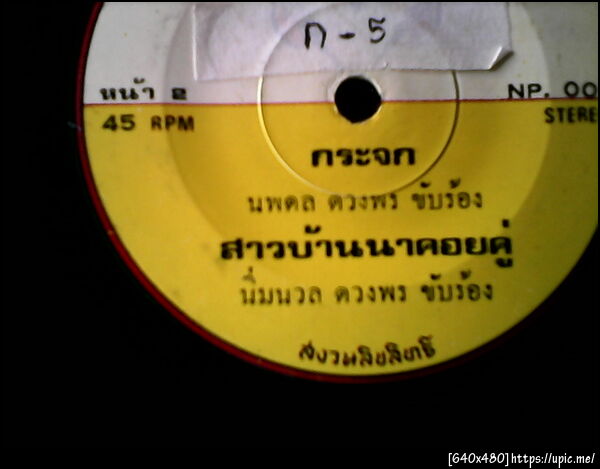 ก - 5
หน้า 2
NP. 00
45 RPM
STERE
กระจก
นพดล ดวงพร ขับร้อง
สาวบ้านนาคอยคู่
นิ่มนวล ดวงพร ขับร้อง
สงวนลิขสิทธิ์
[640x480]https://upic.me/